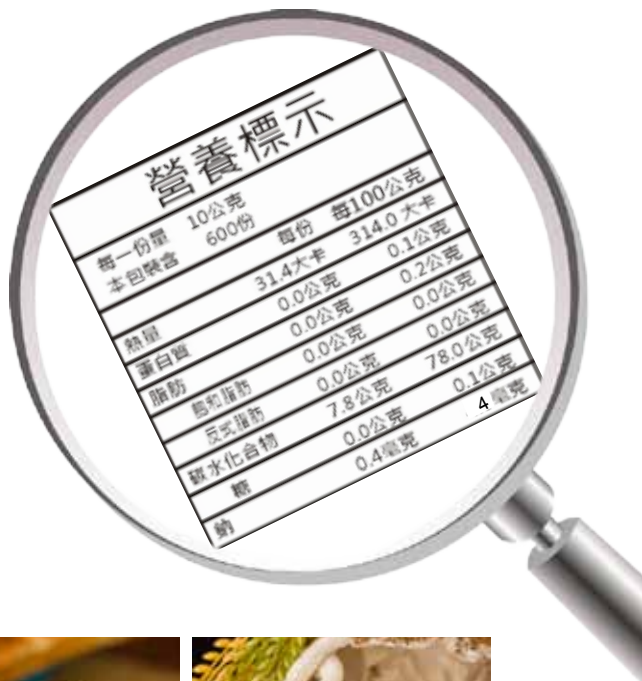 營養標示
每一份量 10公克
本包裝含 600份
每份 每100公克
熱量 31.4大卡 314.0 大卡
蛋白質 0.0公克 0.1公克
脂肪 0.0公克 0.2公克
飽和脂肪 0.0公克 0.0公克
反式脂肪 0.0公克 0.0公克
碳水化合物 7.8公克 78.0公克
糖 0.0公克 0.1公克
鈉 0.4毫克 4 毫克